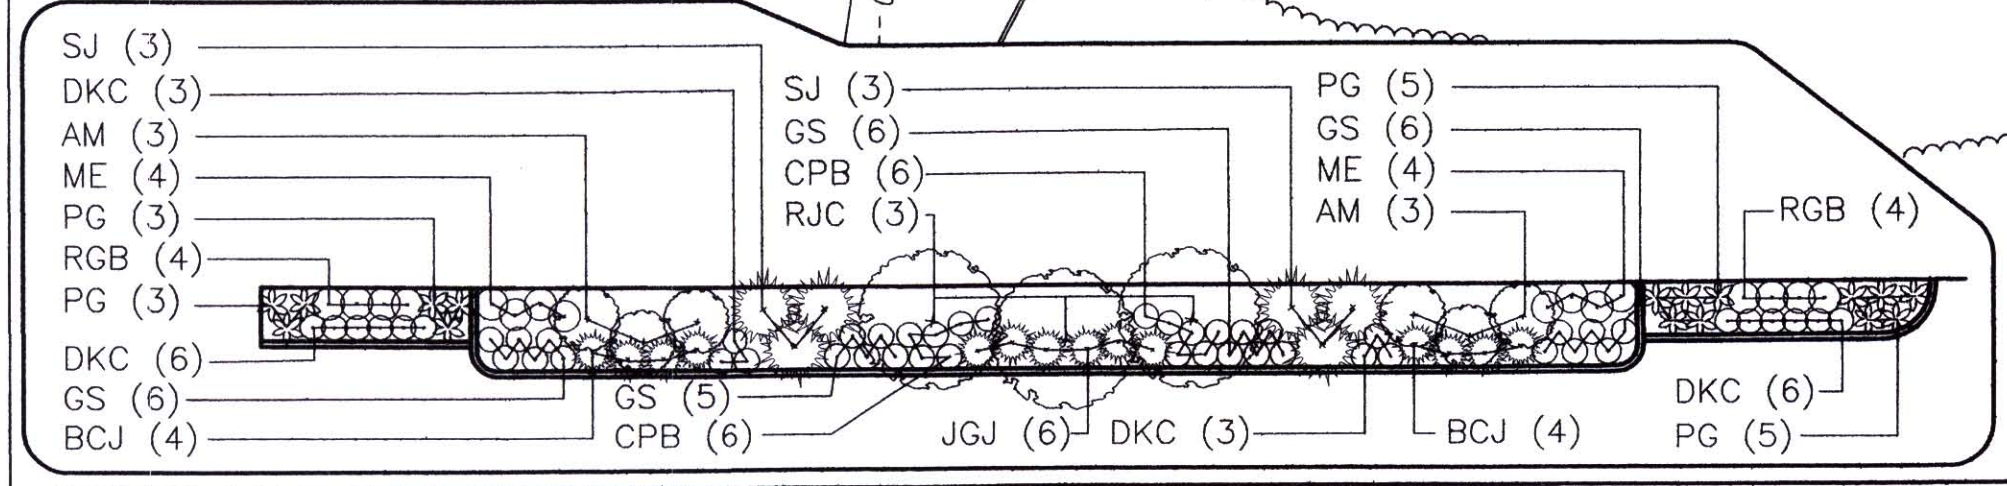 SJ (3)
DKC (3)
AM (3)
ME (4)
PG (3)
RGB (4)
PG (3)
DKC (6)
GS (6)
BCJ (4)
SJ (3)
GS (6)
CPB (6)
RJC (3)
GS (5)
CPB (6)
JGJ (6)
DKC (3)
PG (5)
GS (6)
ME (4)
AM (3)
BCJ (4)
RGB (4)
DKC (6)
PG (5)